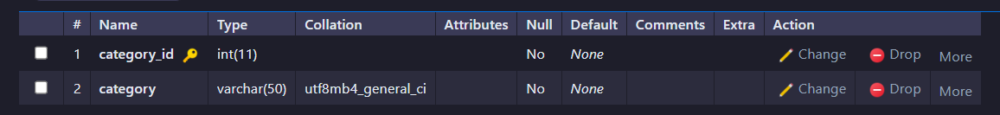 # Name Type Collation Attributes Null Default Comments Extra Action
1 category_id int(11) No None Change Drop More
2 category varchar(50) utf8mb4_general_ci No None Change Drop More